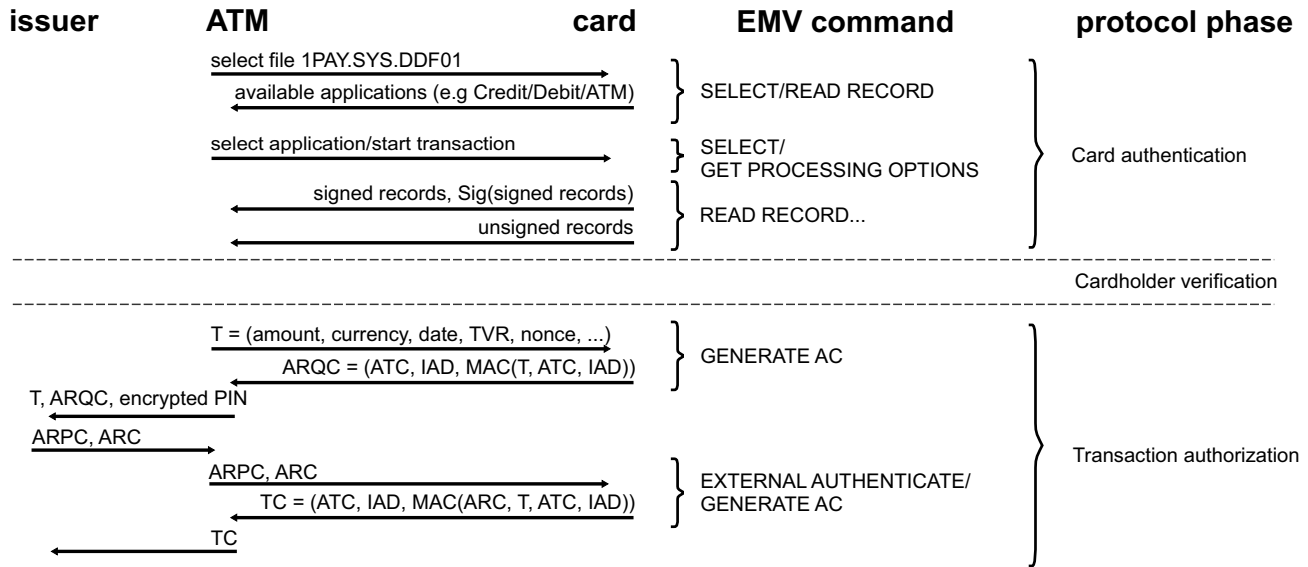 issuer ATM card EMV command protocol phase
select file 1PAY.SYS.DDF01
available applications (e.g Credit/Debit/ATM)
SELECT/READ RECORD
select application/start transaction
SELECT/
GET PROCESSING OPTIONS
Card authentication
signed records, Sig(signed records)
READ RECORD...
unsigned records
Cardholder verification
T = (amount, currency, date, TVR, nonce, ...)
GENERATE AC
ARQC = (ATC, IAD, MAC(T, ATC, IAD))
T, ARQC, encrypted PIN
ARPC, ARC
Transaction authorization
ARPC, ARC
EXTERNAL AUTHENTICATE/
GENERATE AC
TC = (ATC, IAD, MAC(ARC, T, ATC, IAD))
TC